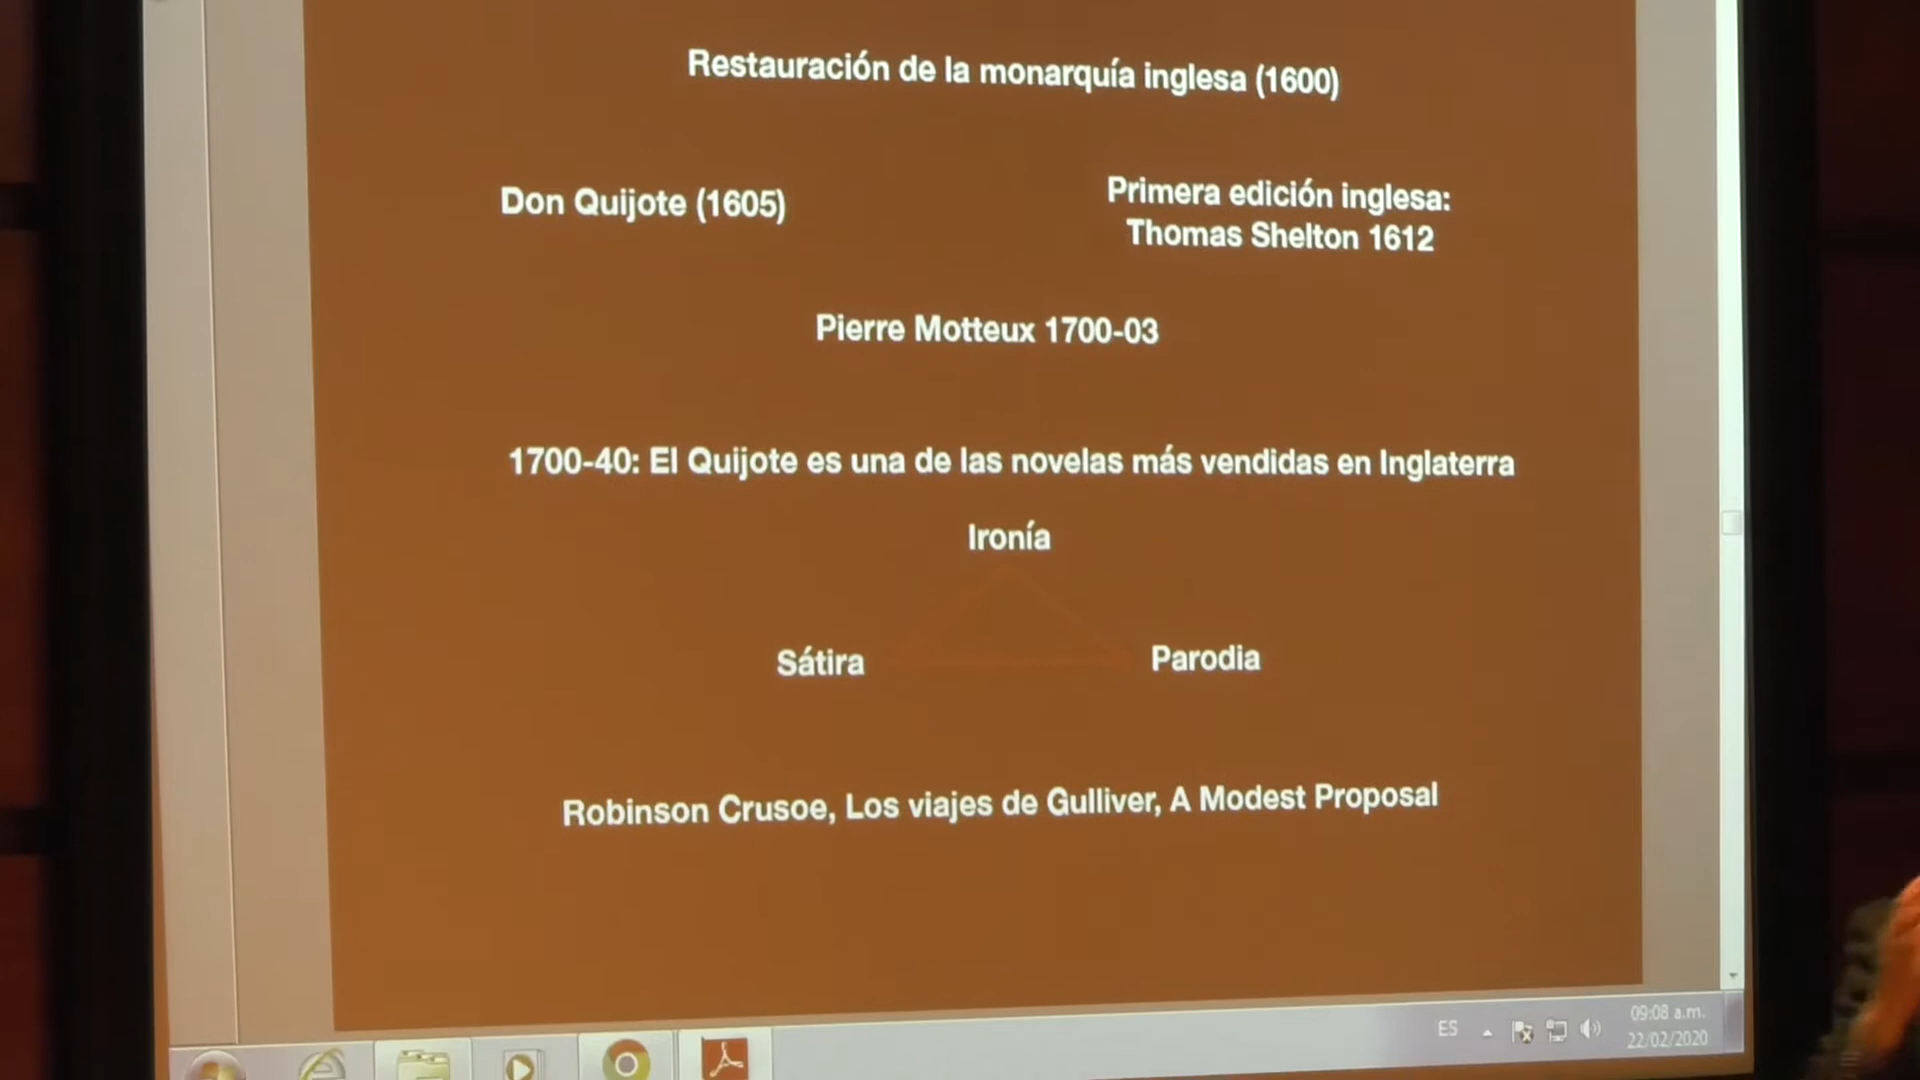 Restauración de la monarquía inglesa (1600)
Don Quijote (1605)
Primera edición inglesa:
Thomas Shelton 1612
Pierre Motteux 1700-03
1700-40: El Quijote es una de las novelas más vendidas en Inglaterra
Ironía
Sátira
Parodia
Robinson Crusoe, Los viajes de Gulliver, A Modest Proposal
ES
09:08 a.m.
22/02/2020